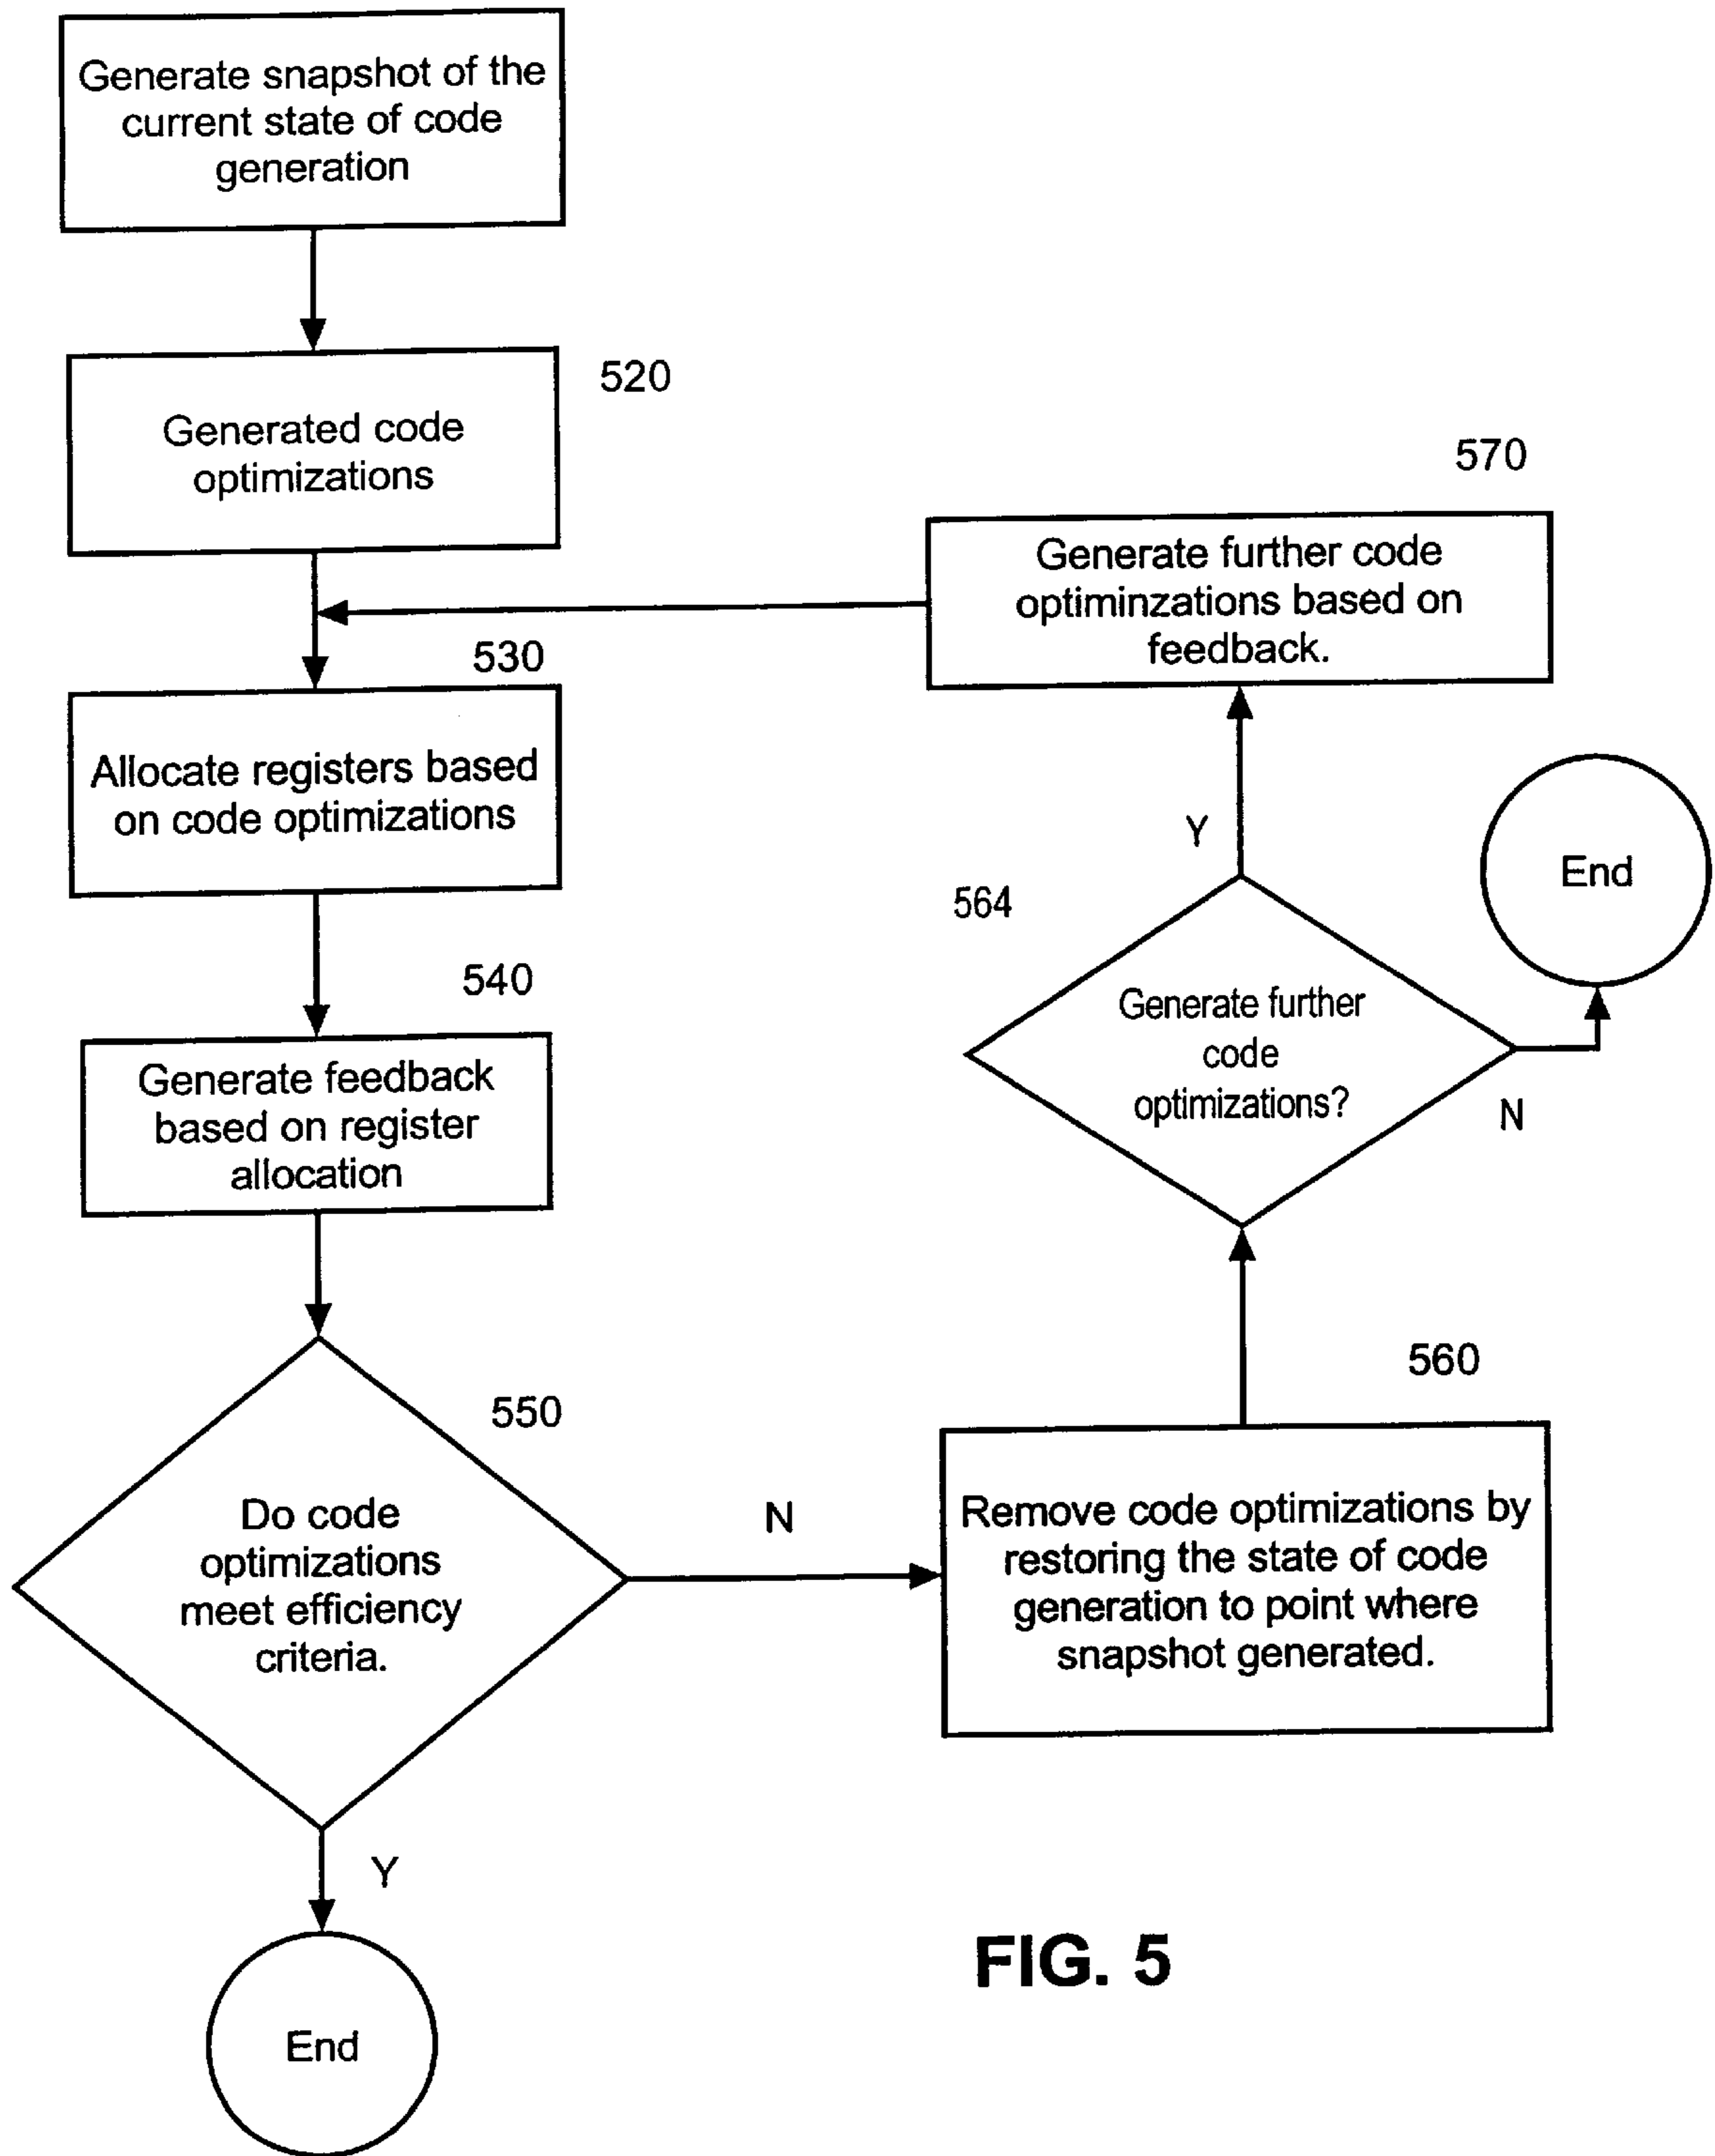 Generate snapshot of the
current state of code
generation
520
Generated code
optimizations
530
Allocate registers based
on code optimizations
540
Generate feedback
based on register
allocation
550
Do code
optimizations
meet efficiency
criteria.
N
Y
End
560
Remove code optimizations by
restoring the state of code
generation to point where
snapshot generated.
564
Generate further
code
optimizations?
Y
N
End
570
Generate further code
optiminzations based on
feedback.
FIG. 5